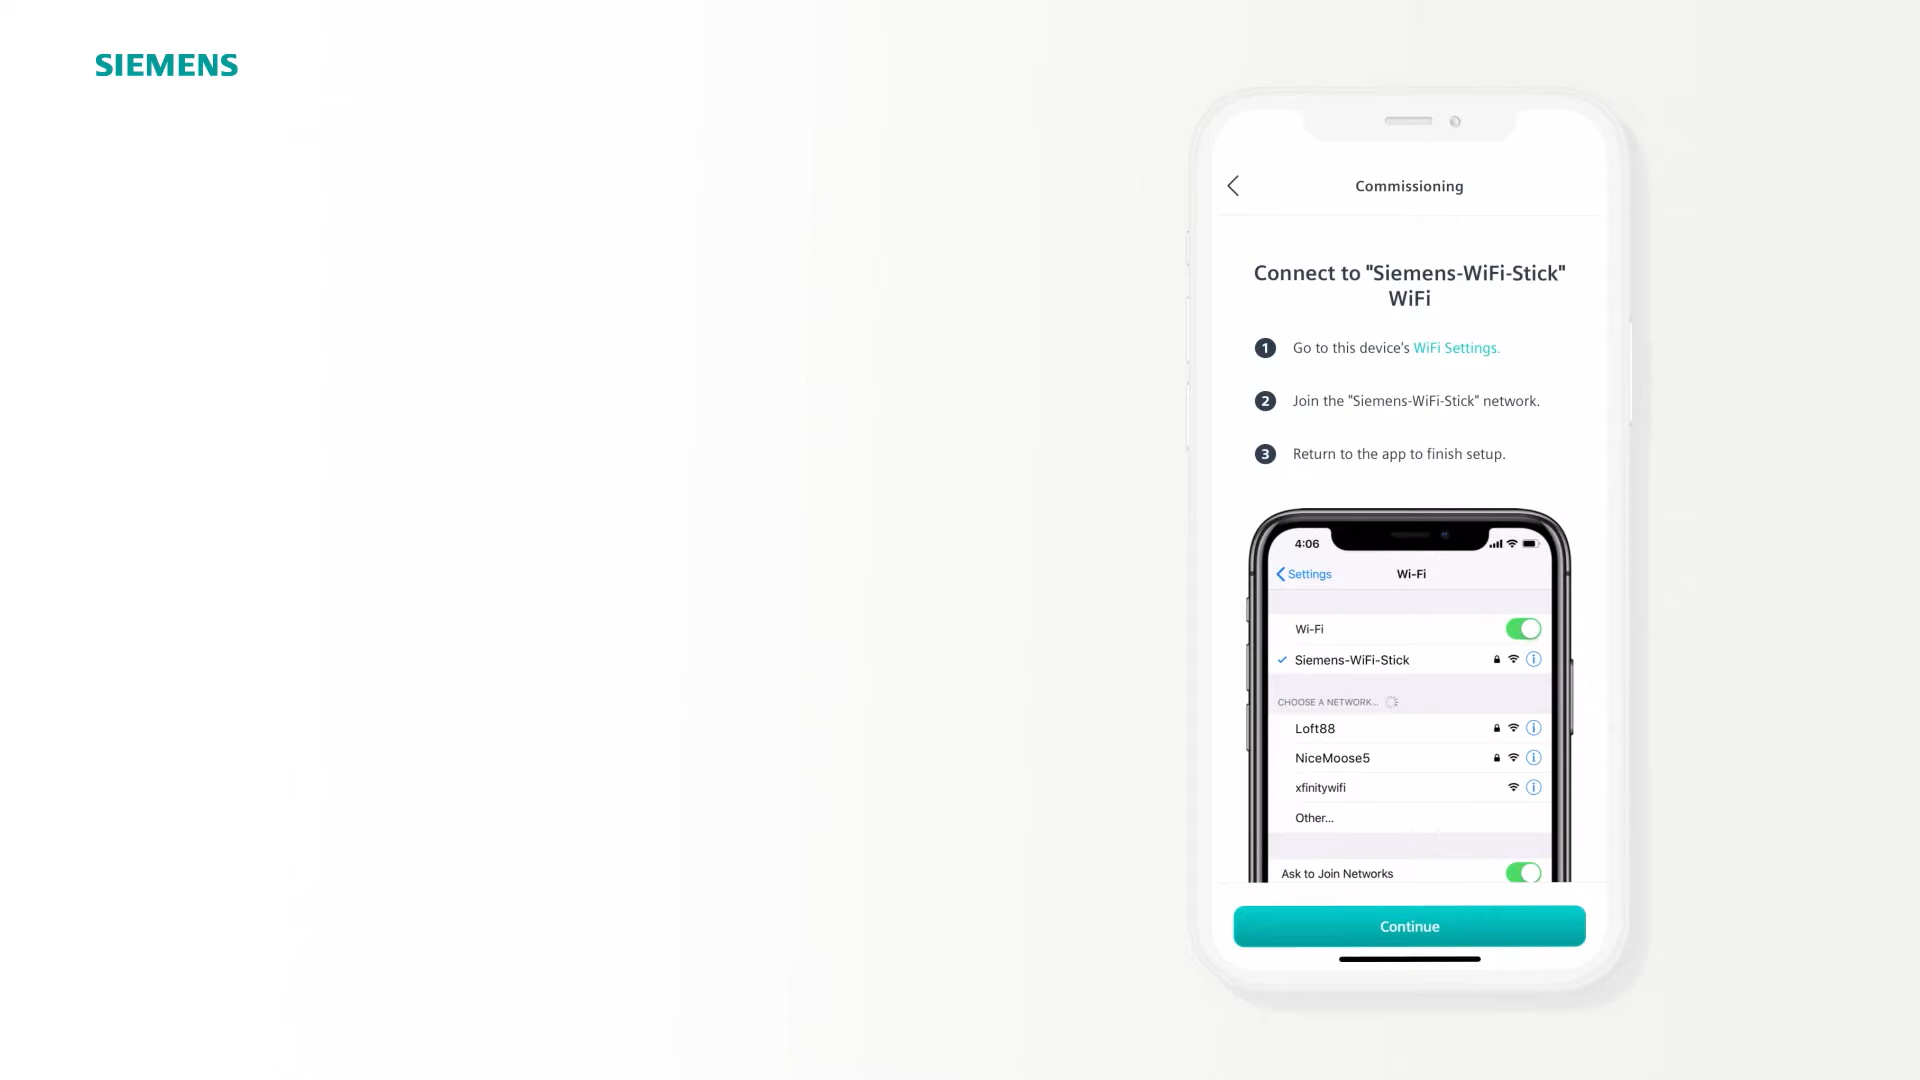 SIEMENS
Commissioning
Connect to "Siemens-WiFi-Stick"
WiFi
1 Go to this device's WiFi Settings.
2 Join the "Siemens-WiFi-Stick" network.
3 Return to the app to finish setup.
4:06
Settings Wi-Fi
Wi-Fi
Siemens-WiFi-Stick
CHOOSE A NETWORK...
Loft88
NiceMoose5
xfinitywifi
Other...
Ask to Join Networks
Continue